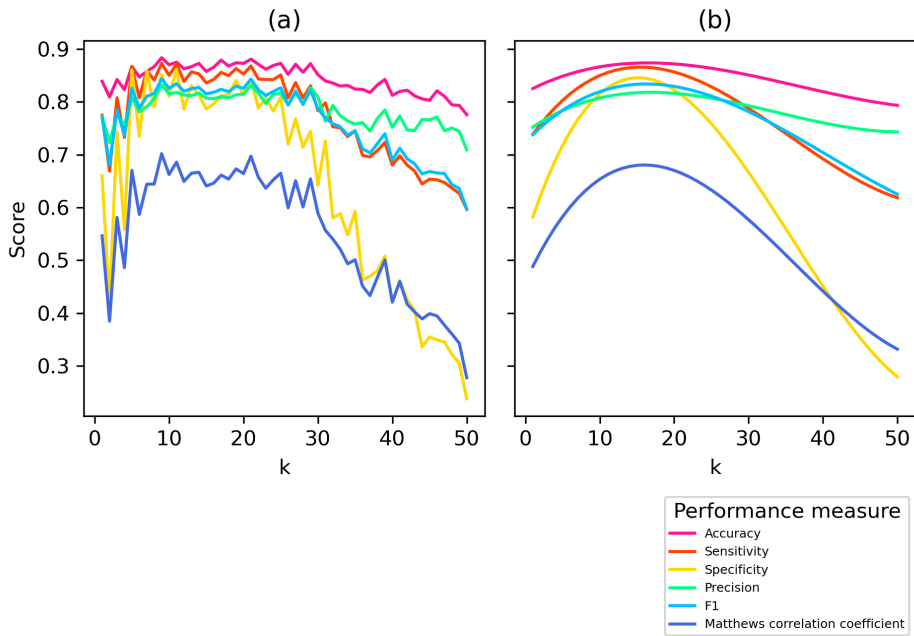 (a)
(b)
0.9
0.8
0.7
0.6
0.5
0.4
0.3
Score
0 10 20 30 40 50
0 10 20 30 40 50
k
k
Performance measure
Accuracy
Sensitivity
Specificity
Precision
F1
Matthews correlation coefficient